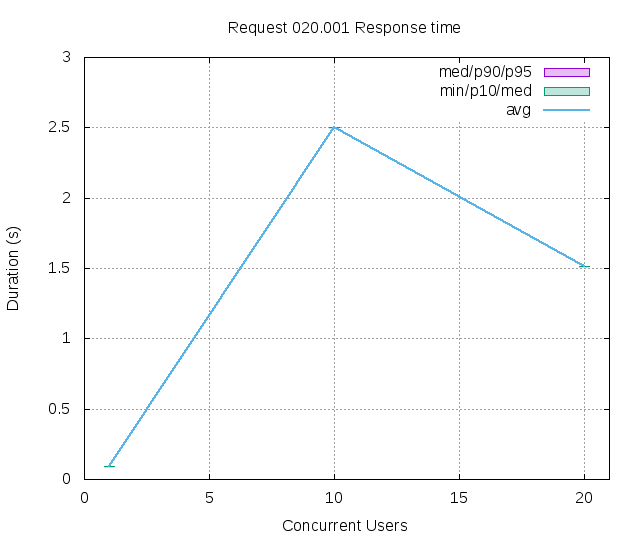 Request 020.001 Response time
med/p90/p95
min/p10/med
avg
3
2.5
2
1.5
1
0.5
0
Duration (s)
0 5 10 15 20
Concurrent Users